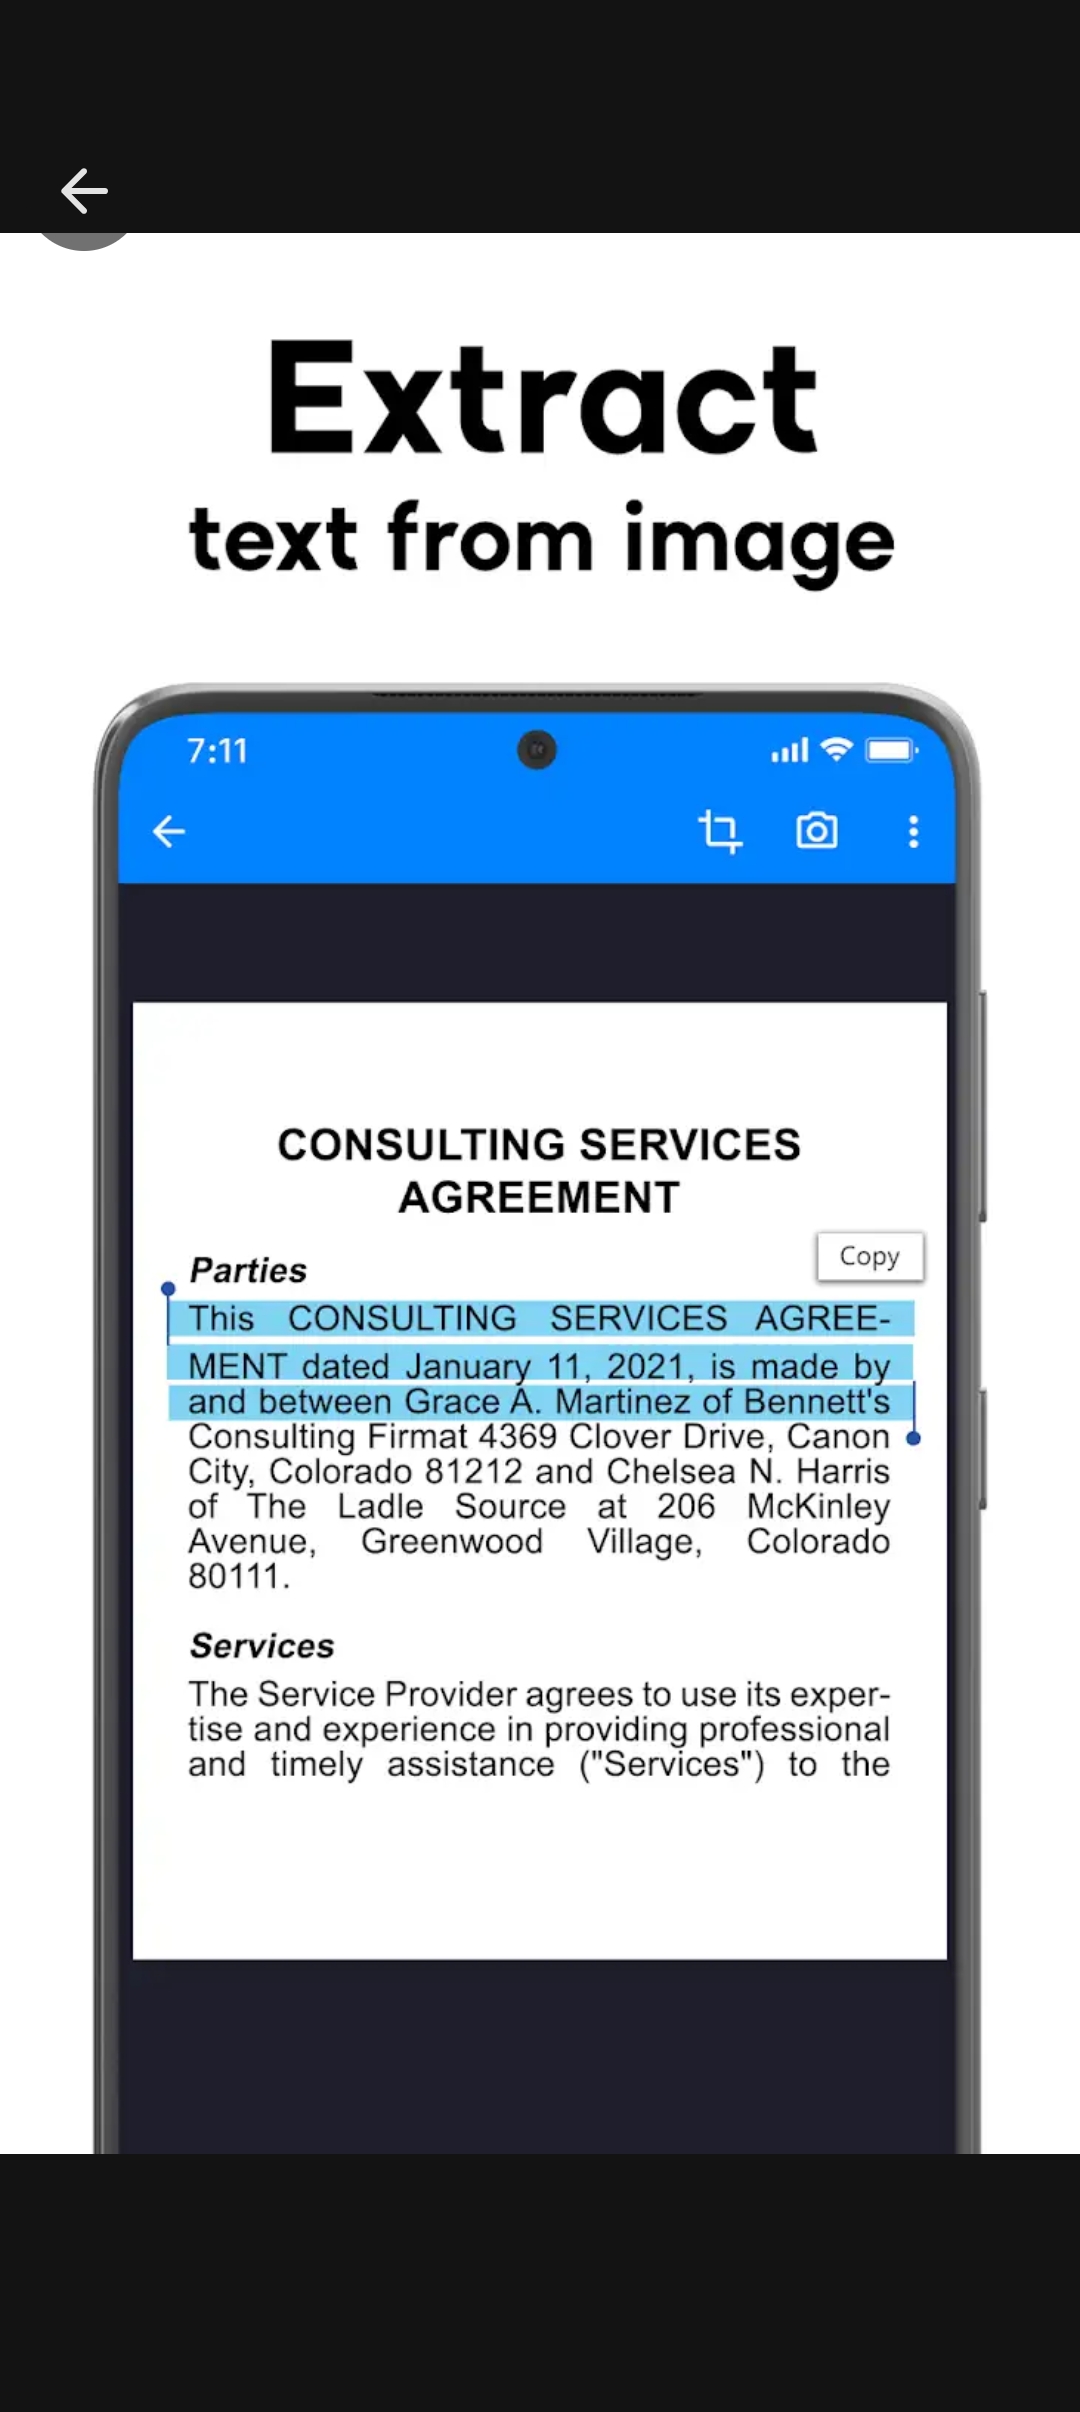 Extract
text from image
7:11
CONSULTING SERVICES
AGREEMENT
Copy
Parties
This CONSULTING SERVICES AGREE-
MENT dated January 11, 2021, is made by
and between Grace A. Martinez of Bennett's
Consulting Firmat 4369 Clover Drive, Canon
City, Colorado 81212 and Chelsea N. Harris
of The Ladle Source at 206 McKinley
Avenue, Greenwood Village, Colorado
80111.
Services
The Service Provider agrees to use its exper-
tise and experience in providing professional
and timely assistance ("Services") to the